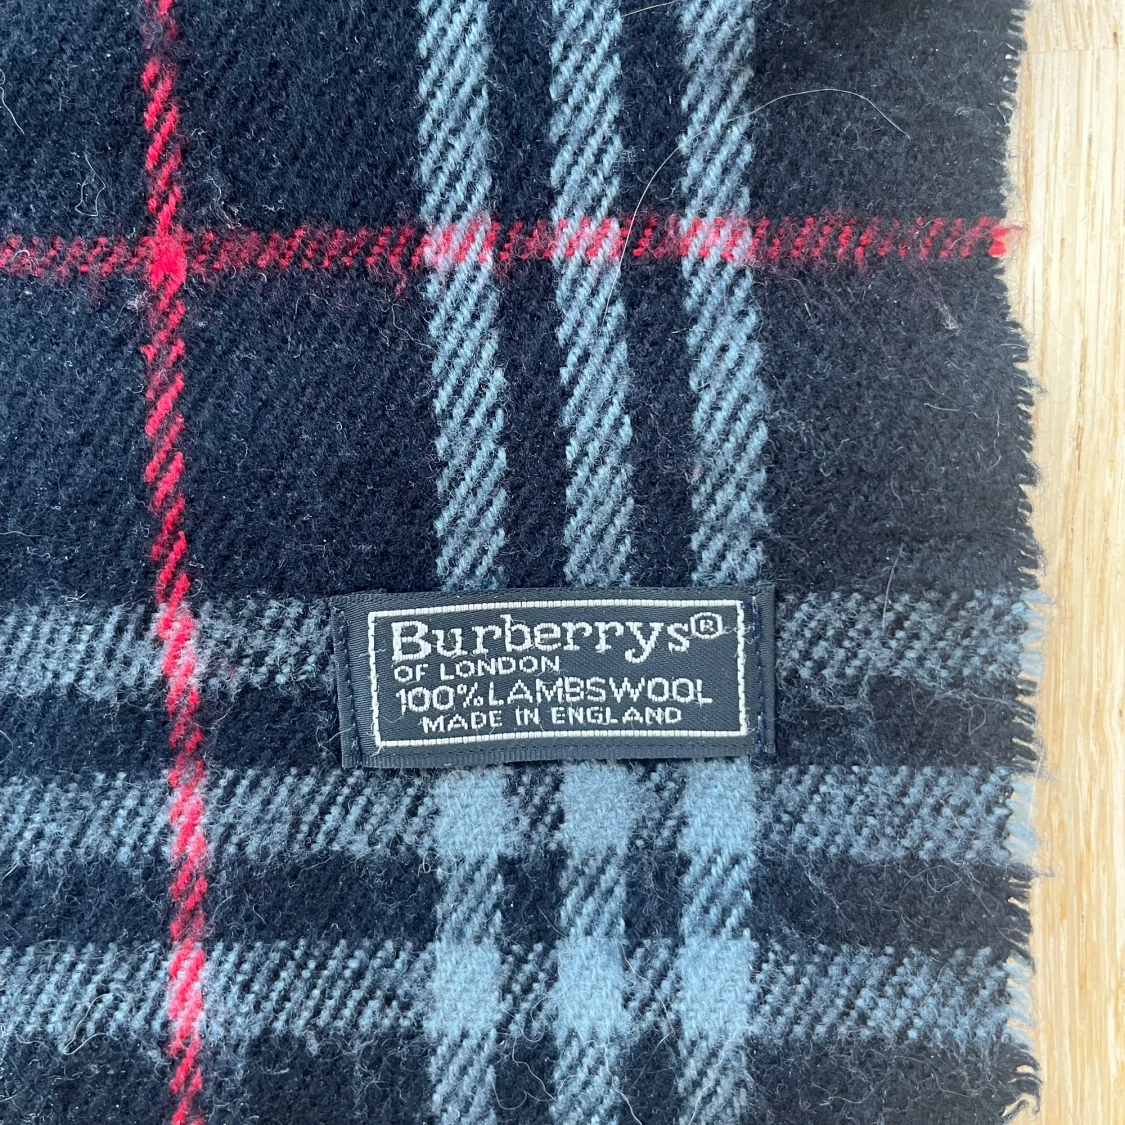 Burberrys®
OF LONDON
100% LAMBSWOOL
MADE IN ENGLAND